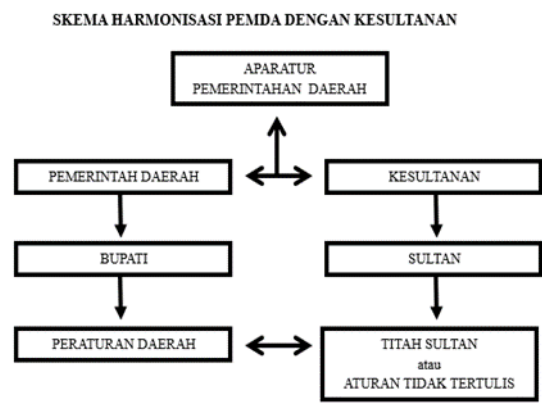 SKEMA HARMONISASI PEMDA DENGAN KESULTANAN
APARATUR
PEMERINTAHAN DAERAH
PEMERINTAH DAERAH
KESULTANAN
BUPATI
SULTAN
PERATURAN DAERAH
TITAH SULTAN
atau
ATURAN TIDAK TERTULIS